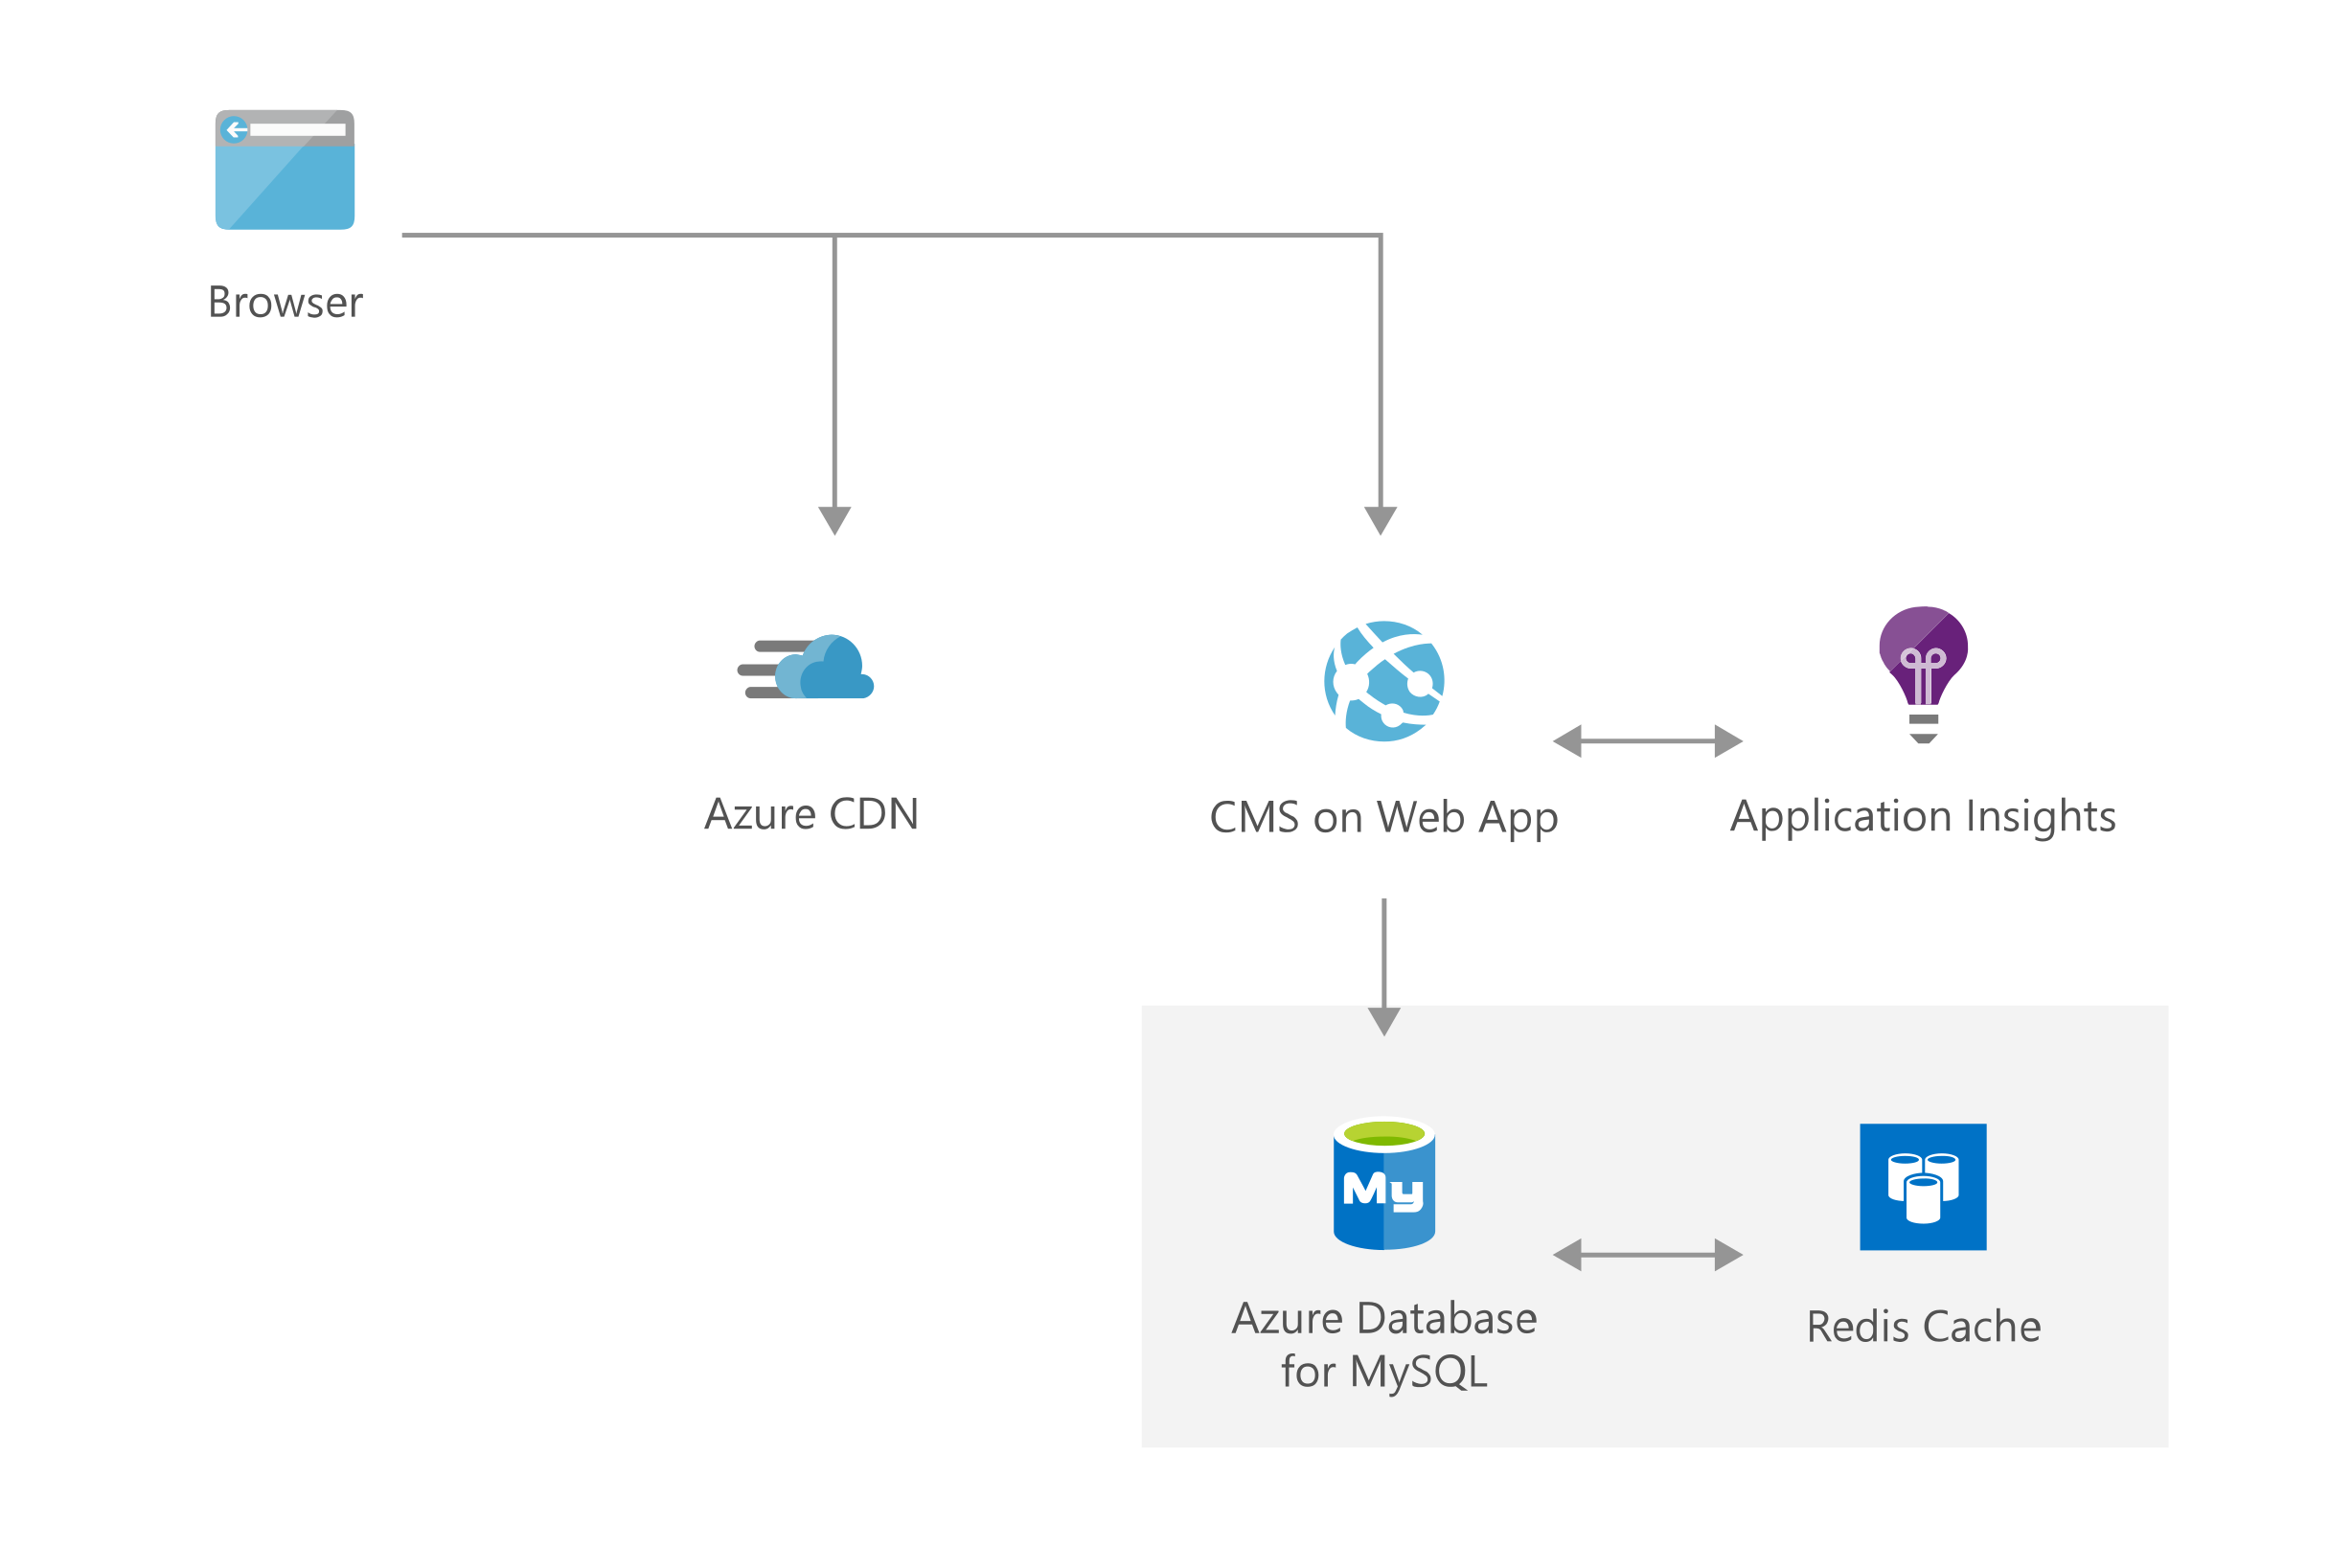 Browser
Azure CDN
CMS on Web App
Application Insights
My
Azure Database
for MySQL
Redis Cache